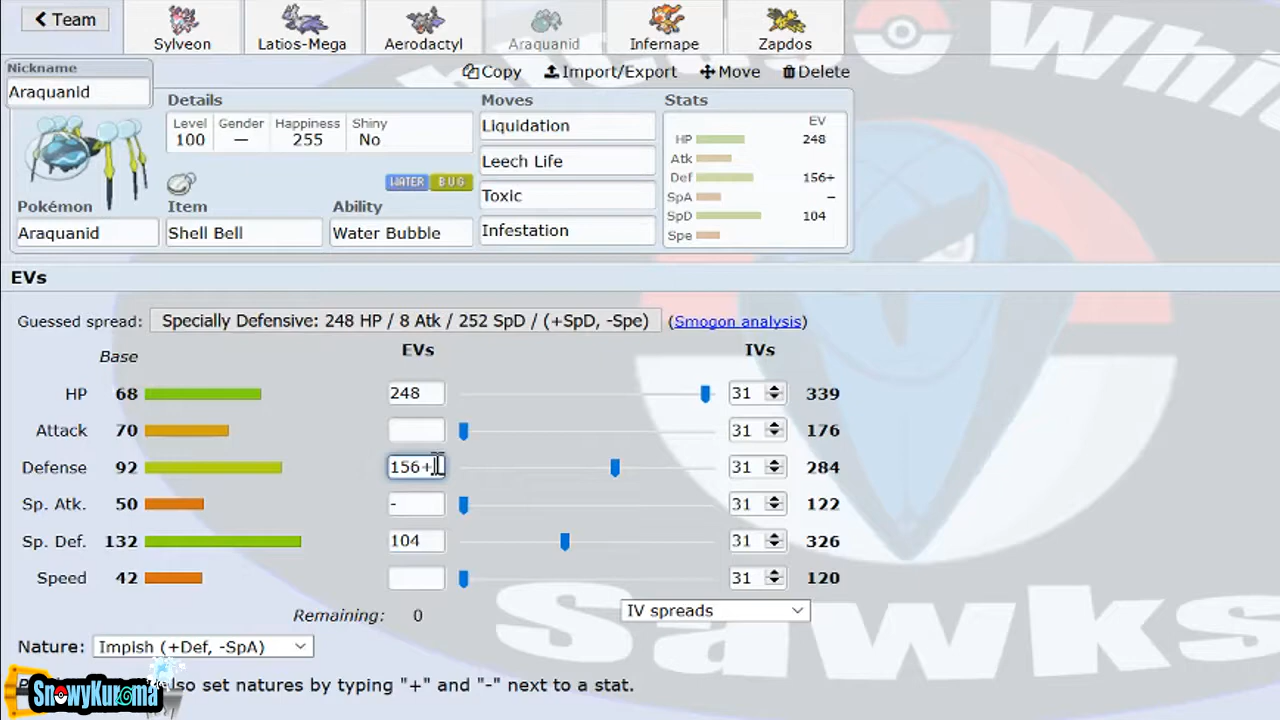 Team
Sylveon
Latios-Mega
Aerodactyl
Araquanid
Infernape
Zapdos
Copy
Import/Export
Move
Delete
Nickname
Araquanid
Details
Level
100
Gender
—
Happiness
255
Shiny
No
WATER
BUG
Pokémon
Araquanid
Item
Shell Bell
Ability
Water Bubble
Moves
Liquidation
Leech Life
Toxic
Infestation
Stats
EV
HP 248
Atk
Def 156+
SpA –
SpD 104
Spe
EVs
Guessed spread: Specially Defensive: 248 HP / 8 Atk / 252 SpD / (+SpD, -Spe) (Smogon analysis)
Base EVs IVs
HP 68 248 31 339
Attack 70 31 176
Defense 92 156+ 31 284
Sp. Atk. 50 - 31 122
Sp. Def. 132 104 31 326
Speed 42 31 120
Remaining: 0
IV spreads
Nature: Impish (+Def, -SpA)
also set natures by typing "+" and "-" next to a stat.
SnowyKuroma
Whit
Sawks